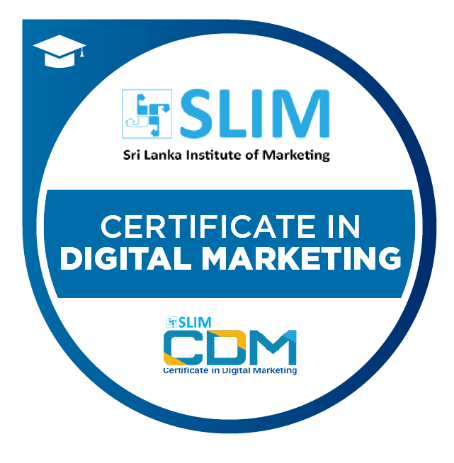 SLIM
Sri Lanka Institute of Marketing
CERTIFICATE IN
DIGITAL MARKETING
SLIM
CDM
Certificate in Digital Marketing